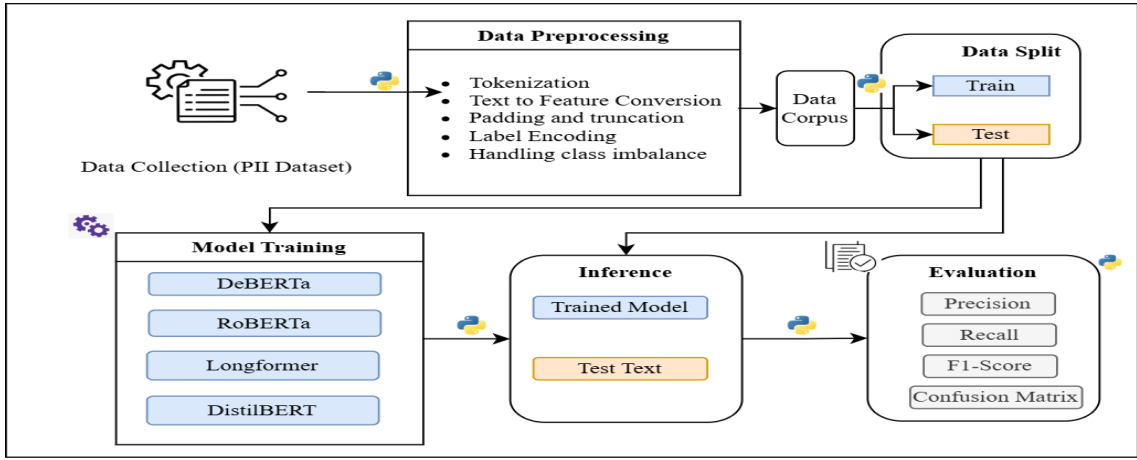 Data Collection (PII Dataset)
Data Preprocessing
Tokenization
Text to Feature Conversion
Padding and truncation
Label Encoding
Handling class imbalance
Data
Corpus
Data Split
Train
Test
Model Training
DeBERTa
RoBERTa
Longformer
DistilBERT
Inference
Trained Model
Test Text
Evaluation
Precision
Recall
F1-Score
Confusion Matrix